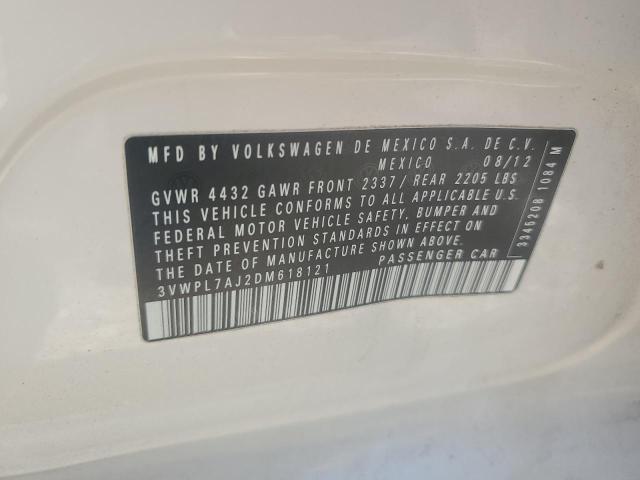 MFD BY VOLKSWAGEN DE MEXICO S.A. DE C.V.
MEXICO 08/12
GVWR 4432 GAWR FRONT 2337/ REAR 2205 LBS
THIS VEHICLE CONFORMS TO ALL APPLICABLE U.S.
FEDERAL MOTOR VEHICLE SAFETY, BUMPER AND
THEFT PREVENTION STANDARDS IN EFFECT ON
THE DATE OF MANUFACTURE SHOWN ABOVE.
3VWPL7AJ2DM618121 PASSENGER CAR
3345208 1084 M